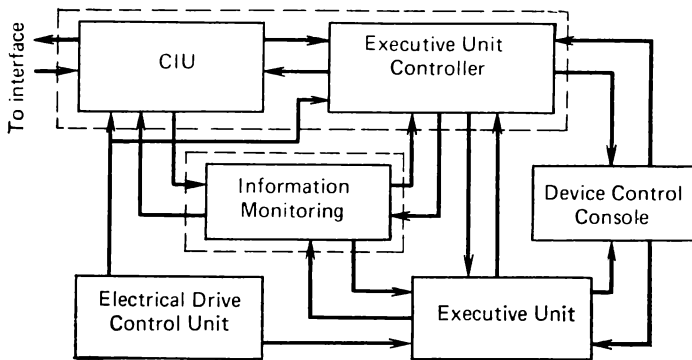 To interface
CIU
Executive Unit
Controller
Information
Monitoring
Device Control
Console
Electrical Drive
Control Unit
Executive Unit